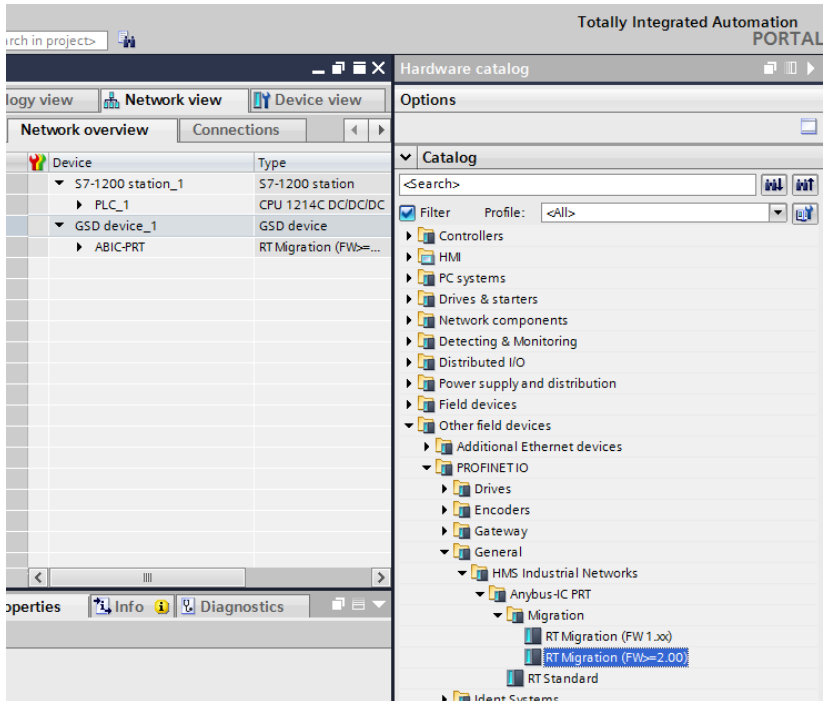 Totally Integrated Automation
PORTAL
rch in project>
Hardware catalog
logy view Network view Device view
Options
Network overview Connections
Device Type
S7-1200 station_1 S7-1200 station
PLC_1 CPU 1214C DC/DC/DC
GSD device_1 GSD device
ABIC-PRT RT Migration (FW>=...
Catalog
<Search>
Filter Profile: <All>
Controllers
HMI
PC systems
Drives & starters
Network components
Detecting & Monitoring
Distributed I/O
Power supply and distribution
Field devices
Other field devices
Additional Ethernet devices
PROFINET IO
Drives
Encoders
Gateway
General
HMS Industrial Networks
Anybus-IC PRT
Migration
RT Migration (FW 1.xx)
RT Migration (FW>=2.00)
RT Standard
Ident Systems
operties Info Diagnostics